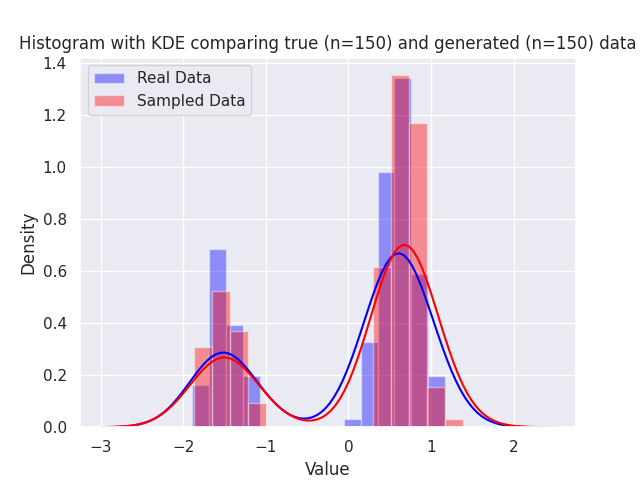 Histogram with KDE comparing true (n=150) and generated (n=150) data
Real Data
Sampled Data
1.4
1.2
1.0
0.8
0.6
0.4
0.2
0.0
Density
−3
−2
−1
0
1
2
Value